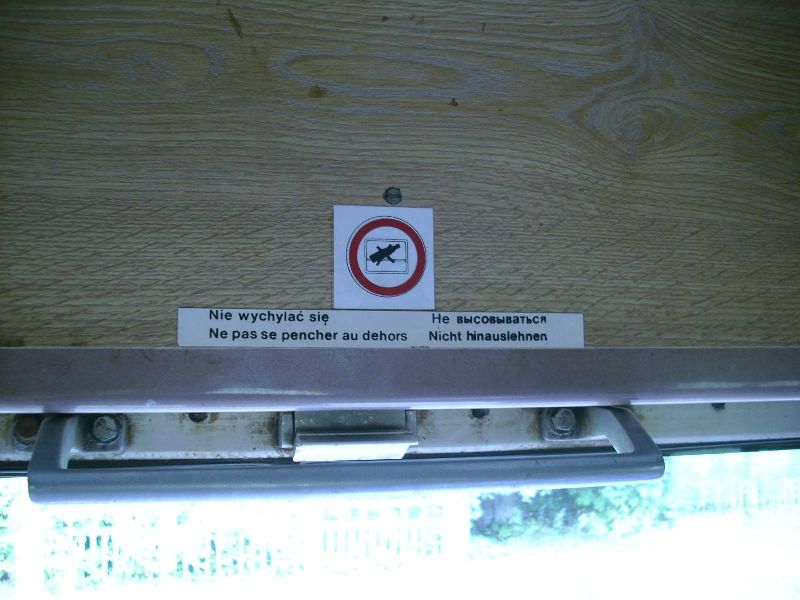 Nie wychylać się
Не высовываться
Ne pas se pencher au dehors
Nicht hinauslehnen